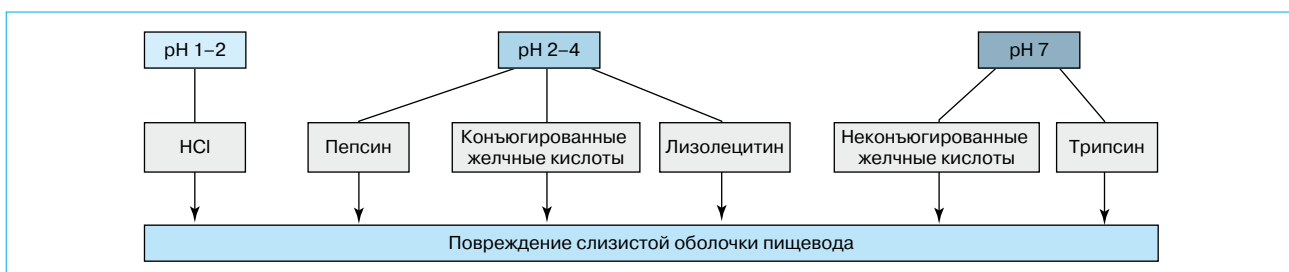 pH 1–2
pH 2–4
pH 7
HCl
Пепсин
Конъюгированные
желчные кислоты
Лизолецитин
Неконъюгированные
желчные кислоты
Трипсин
Повреждение слизистой оболочки пищевода